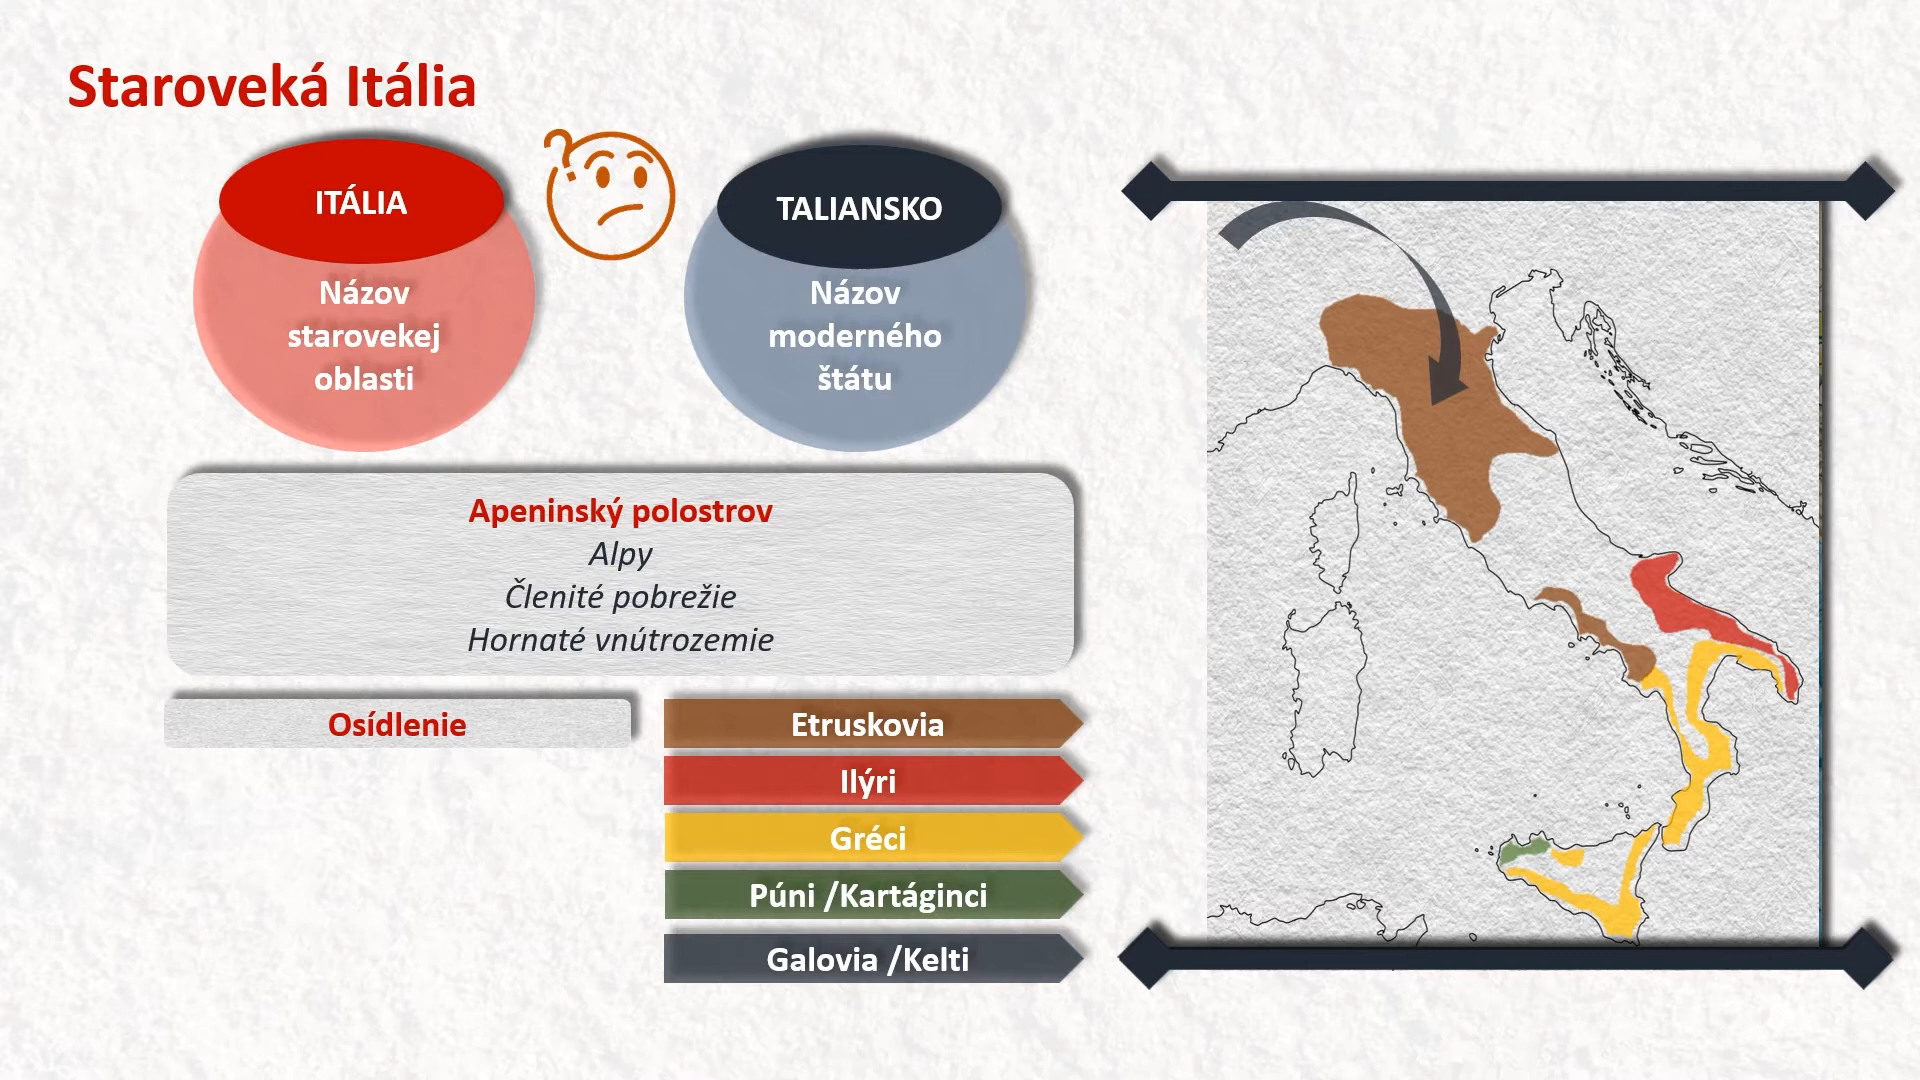 Staroveká Itália
ITÁLIA
Názov
starovekej
oblasti
?
TALIANSKO
Názov
moderného
štátu
Apeninský polostrov
Alpy
Členité pobrežie
Hornaté vnútrozemie
Osídlenie
Etruskovia
Ilýri
Gréci
Púni /Kartáginci
Galovia /Kelti